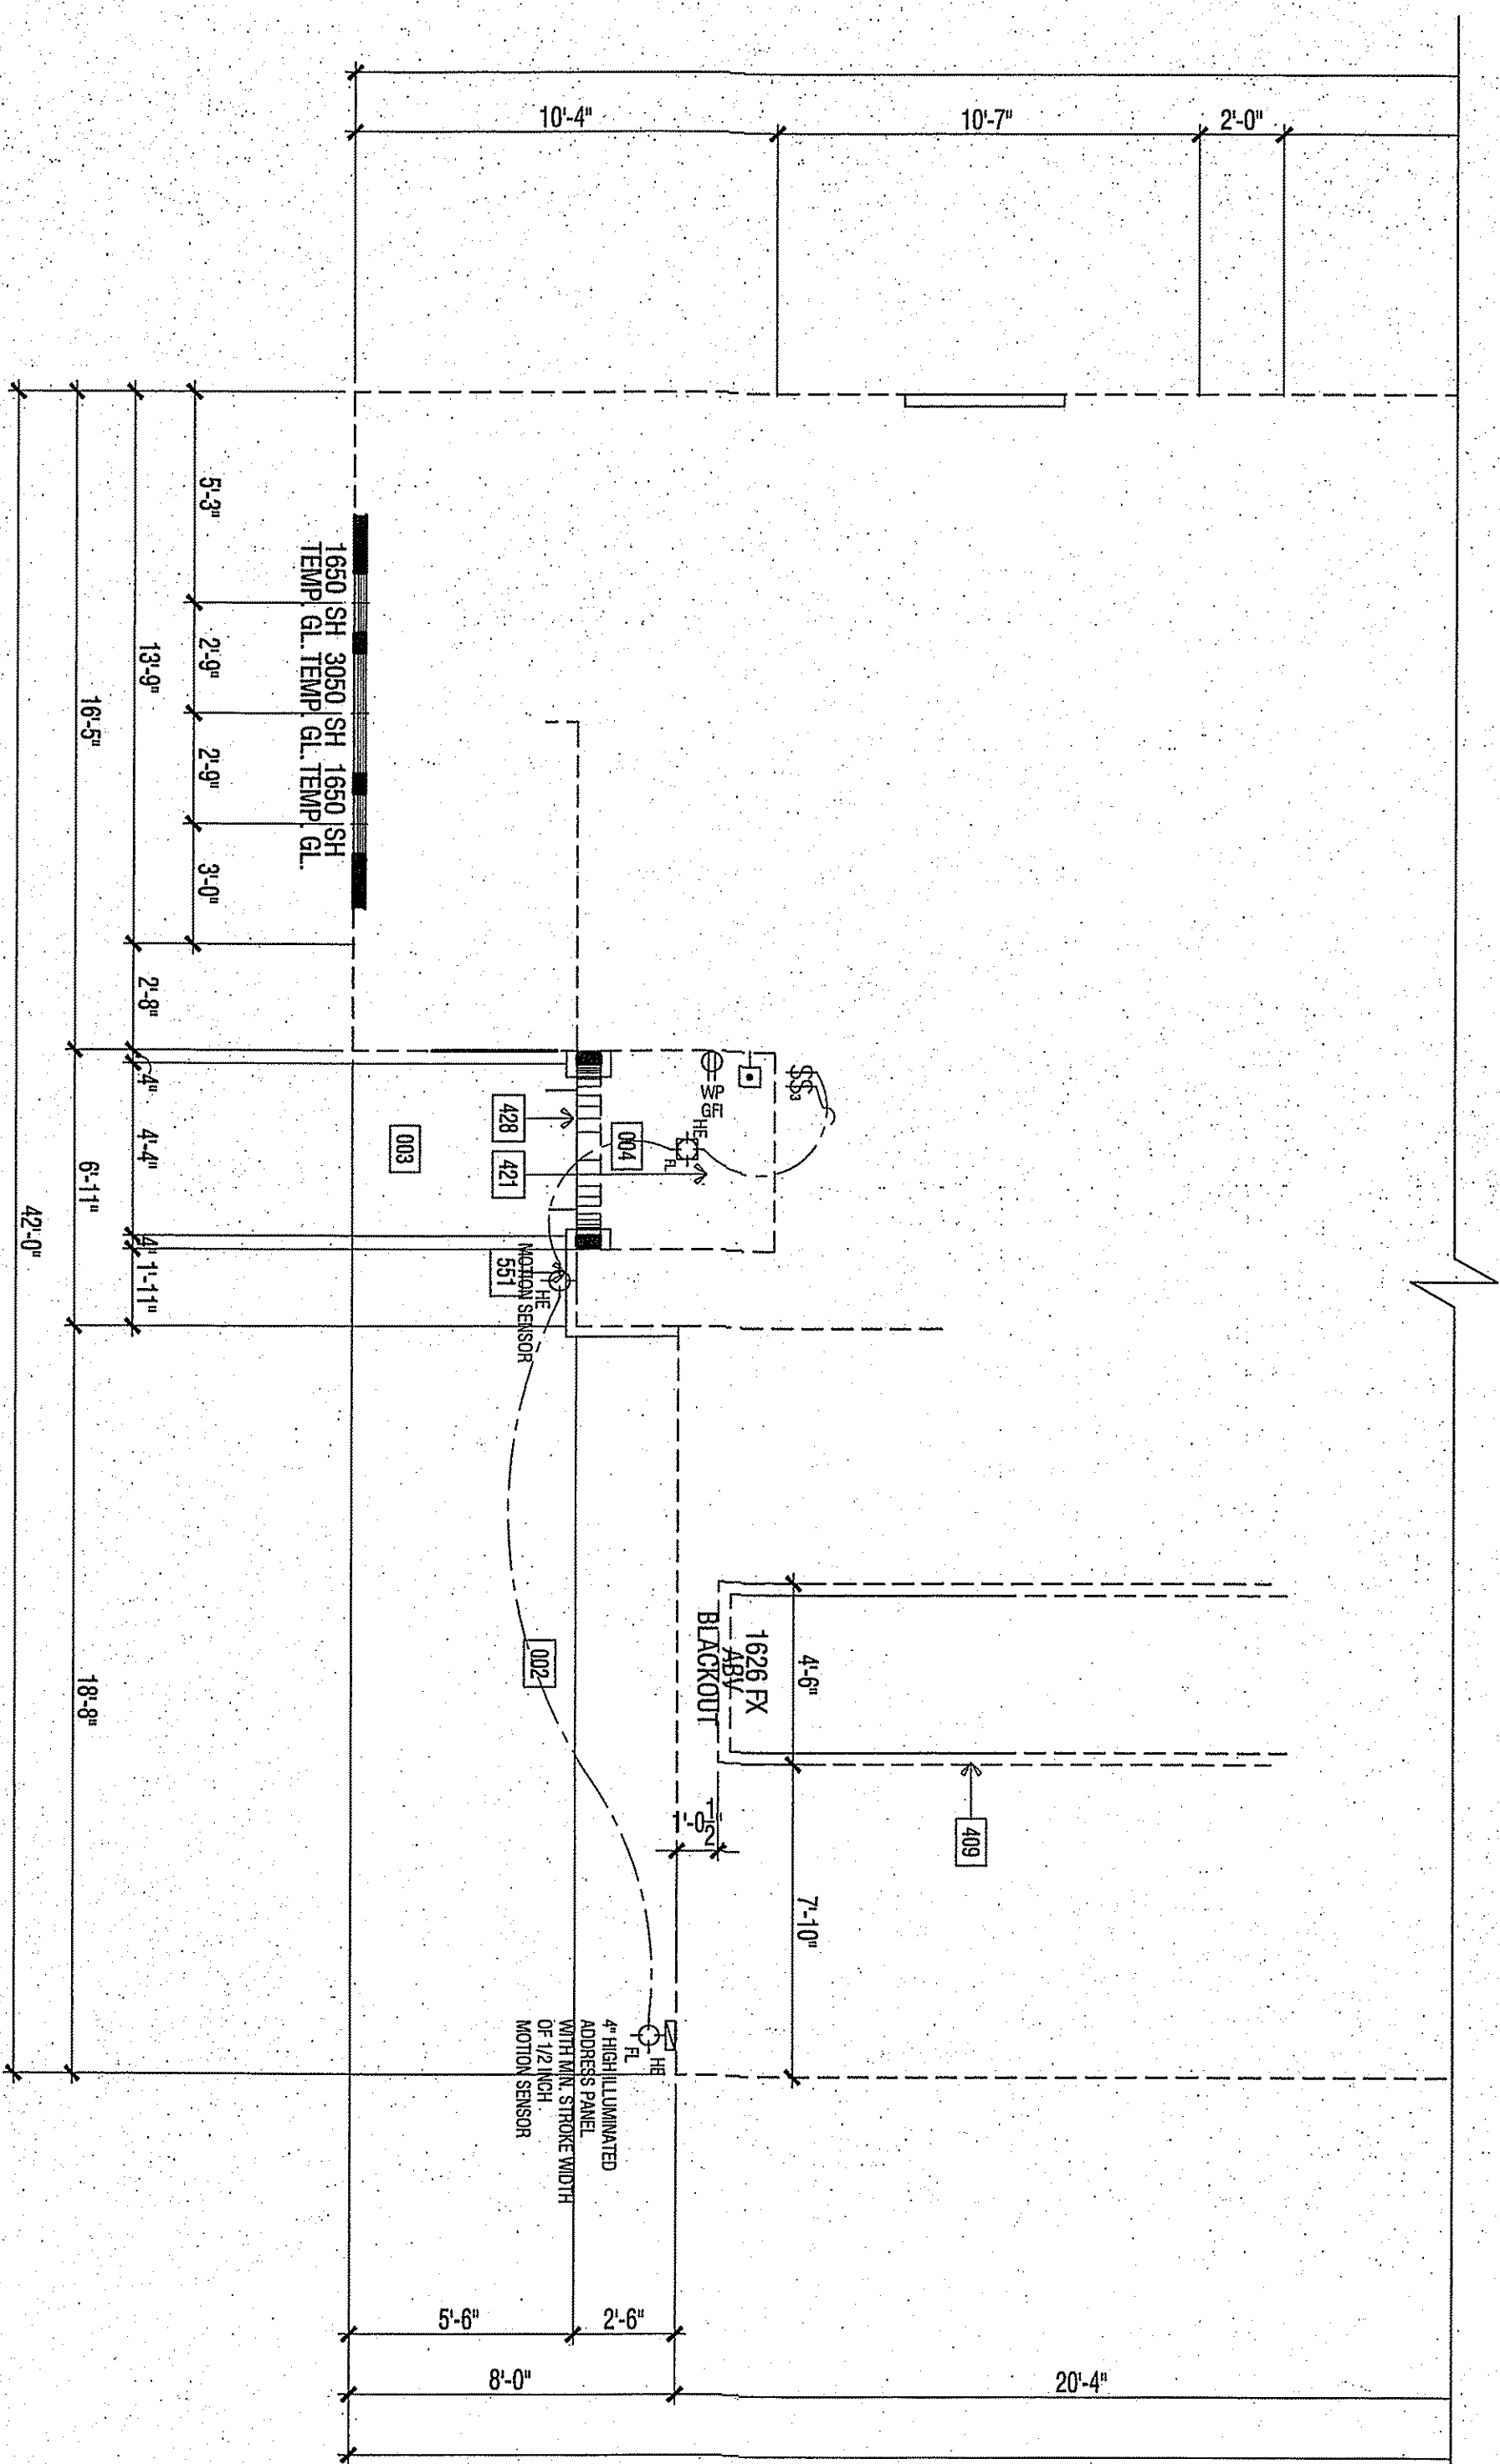 10'-4"
10'-7"
2'-0"
5'-3"
2'-9"
2'-9"
3'-0"
13'-9"
2'-8"
4"
4'-4"
4"
1'-11"
16'-5"
6'-11"
18'-8"
42'-0"
1650 SH 3050 SH 1650 SH
TEMP. GL. TEMP. GL. TEMP. GL.
$$3
WP
GFI
HE
FL
004
428
421
003
551
HE
MOTION SENSOR
002
1626 FX
ABV
BLACKOUT
4'-6"
7'-10"
409
1'-0 1/2"
HE
FL
4" HIGH ILLUMINATED
ADDRESS PANEL
WITH MIN. STROKE WIDTH
OF 1/2 INCH
MOTION SENSOR
5'-6"
2'-6"
8'-0"
20'-4"